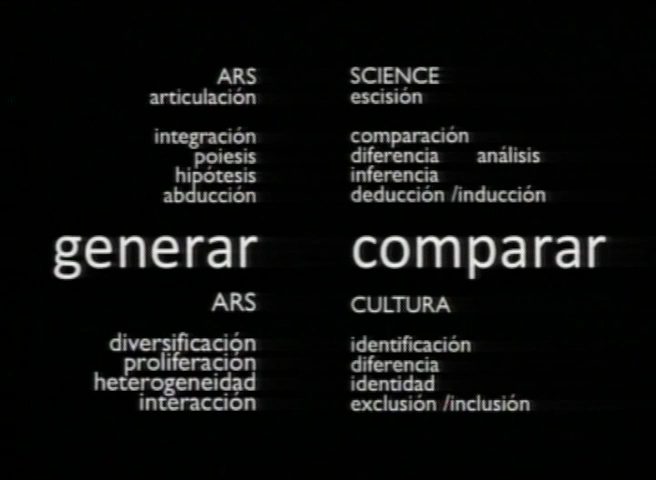 ARS SCIENCE
articulación escisión
integración comparación
poiesis diferencia análisis
hipótesis inferencia
abducción deducción /inducción
generar comparar
ARS CULTURA
diversificación identificación
proliferación diferencia
heterogeneidad identidad
interacción exclusión /inclusión